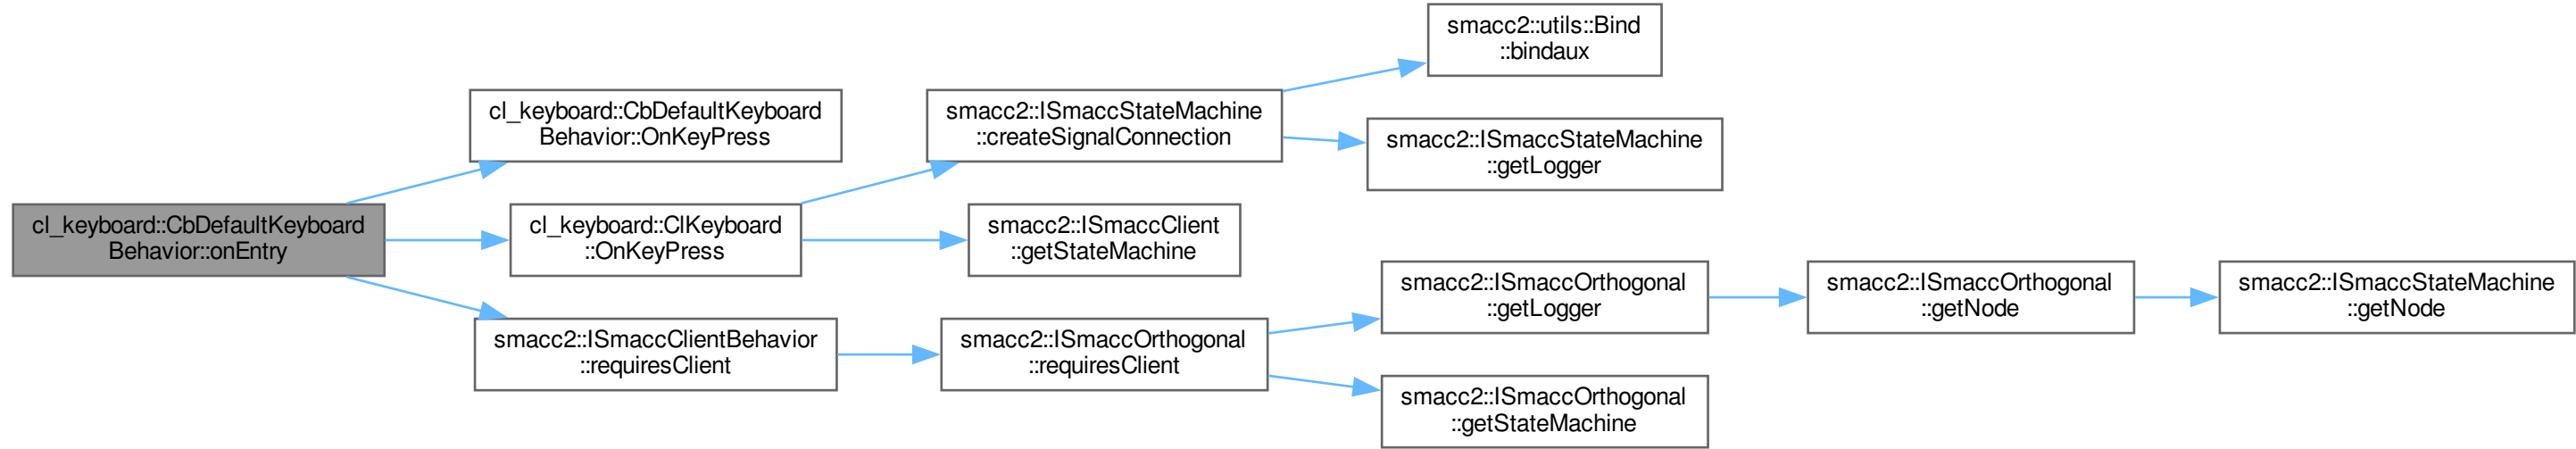 cl_keyboard::CbDefaultKeyboard
Behavior::onEntry
cl_keyboard::CbDefaultKeyboard
Behavior::OnKeyPress
cl_keyboard::ClKeyboard
::OnKeyPress
smacc2::ISmaccClientBehavior
::requiresClient
smacc2::ISmaccStateMachine
::createSignalConnection
smacc2::ISmaccClient
::getStateMachine
smacc2::ISmaccOrthogonal
::requiresClient
smacc2::utils::Bind
::bindaux
smacc2::ISmaccStateMachine
::getLogger
smacc2::ISmaccOrthogonal
::getLogger
smacc2::ISmaccOrthogonal
::getStateMachine
smacc2::ISmaccOrthogonal
::getNode
smacc2::ISmaccStateMachine
::getNode